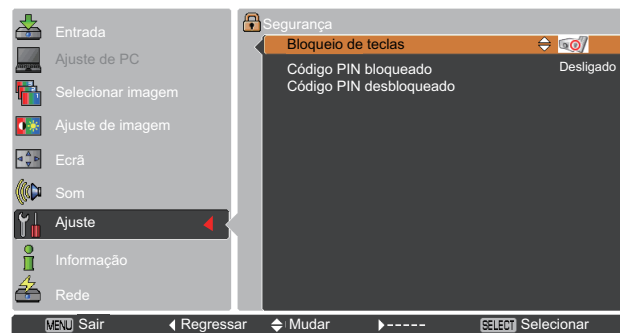 Entrada
Ajuste de PC
Selecionar imagem
Ajuste de imagem
Ecrã
Som
Ajuste
Informação
Rede
Segurança
Bloqueio de teclas
Código PIN bloqueado Desligado
Código PIN desbloqueado
MENU Sair Regressar Mudar ----- SELECT Selecionar